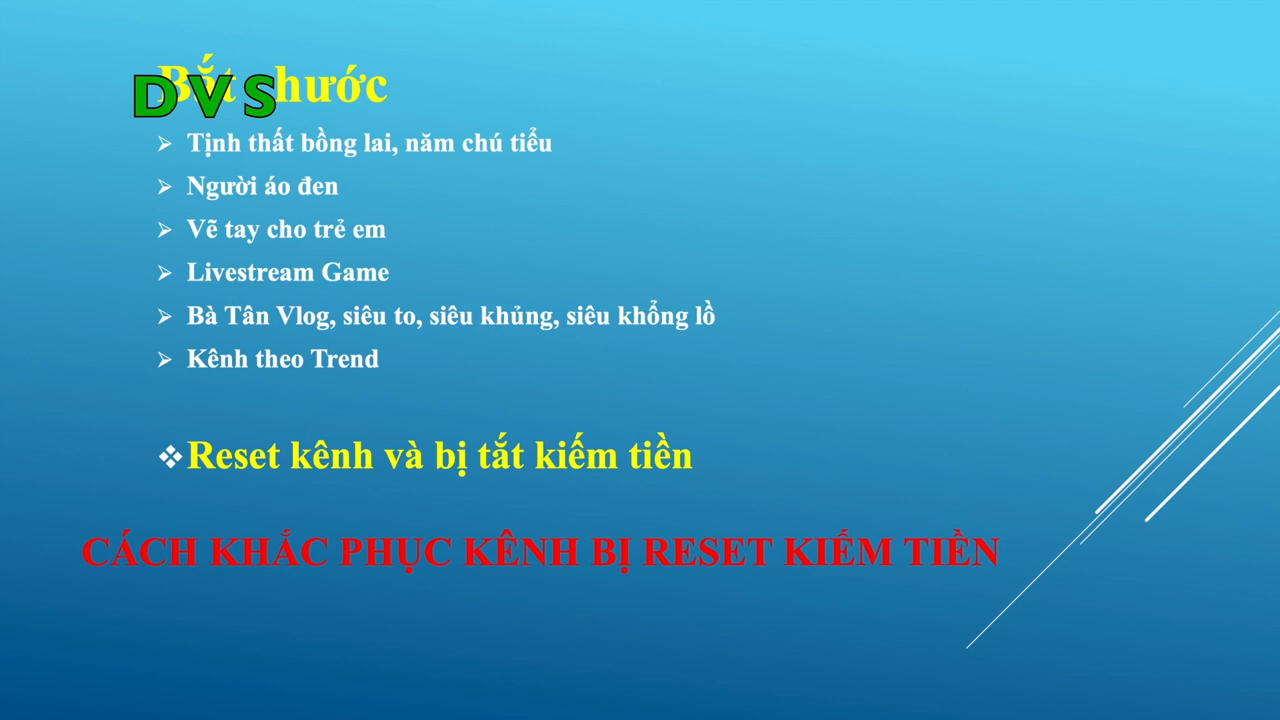 Bắt hước
DVS
Tịnh thất bồng lai, năm chú tiểu
Người áo đen
Vẽ tay cho trẻ em
Livestream Game
Bà Tân Vlog, siêu to, siêu khủng, siêu khổng lồ
Kênh theo Trend
Reset kênh và bị tắt kiếm tiền
CÁCH KHẮC PHỤC KÊNH BỊ RESET KIẾM TIỀN